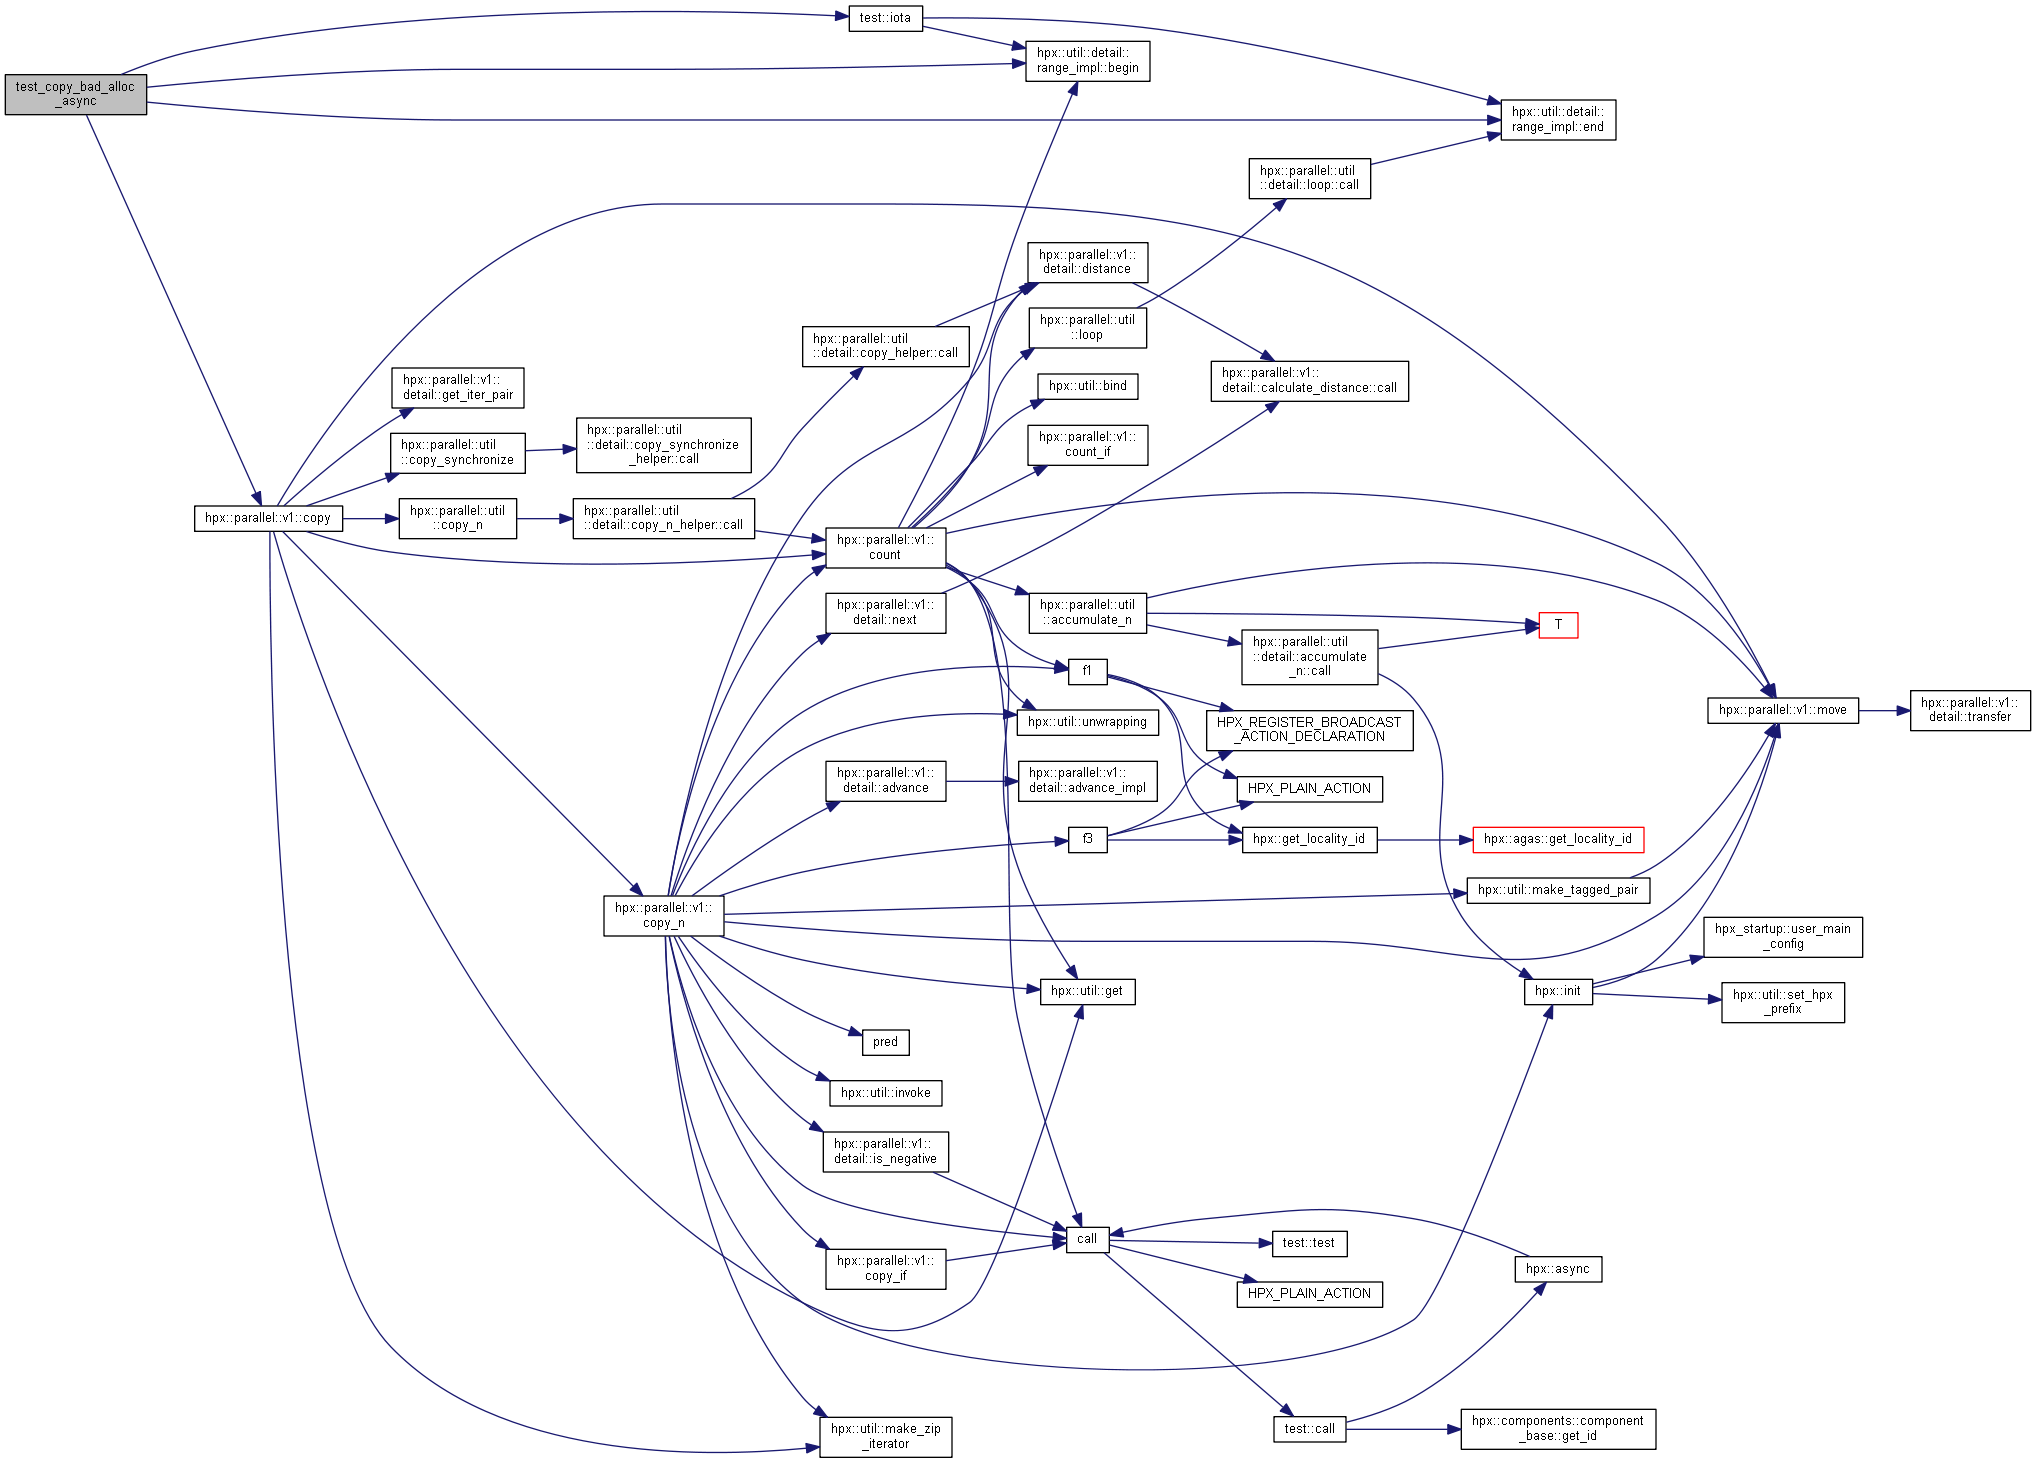 test_copy_bad_alloc
_async
test::iota
hpx::util::detail::
range_impl::begin
hpx::util::detail::
range_impl::end
hpx::parallel::util
::detail::loop::call
hpx::parallel::v1::
detail::distance
hpx::parallel::util
::loop
hpx::parallel::util
::detail::copy_helper::call
hpx::parallel::v1::
detail::calculate_distance::call
hpx::parallel::v1::
detail::get_iter_pair
hpx::util::bind
hpx::parallel::util
::copy_synchronize
hpx::parallel::util
::detail::copy_synchronize
_helper::call
hpx::parallel::v1::
count_if
hpx::parallel::v1::copy
hpx::parallel::util
::copy_n
hpx::parallel::util
::detail::copy_n_helper::call
hpx::parallel::v1::
count
hpx::parallel::v1::
detail::next
hpx::parallel::util
::accumulate_n
T
hpx::parallel::util
::detail::accumulate
_n::call
f1
hpx::util::unwrapping
HPX_REGISTER_BROADCAST
_ACTION_DECLARATION
hpx::parallel::v1::move
hpx::parallel::v1::
detail::transfer
hpx::parallel::v1::
detail::advance
hpx::parallel::v1::
detail::advance_impl
HPX_PLAIN_ACTION
f3
hpx::get_locality_id
hpx::agas::get_locality_id
hpx::util::make_tagged_pair
hpx::parallel::v1::
copy_n
hpx_startup::user_main
_config
hpx::util::get
hpx::init
hpx::util::set_hpx
_prefix
pred
hpx::util::invoke
hpx::parallel::v1::
detail::is_negative
call
test::test
hpx::parallel::v1::
copy_if
hpx::async
HPX_PLAIN_ACTION
hpx::util::make_zip
_iterator
test::call
hpx::components::component
_base::get_id